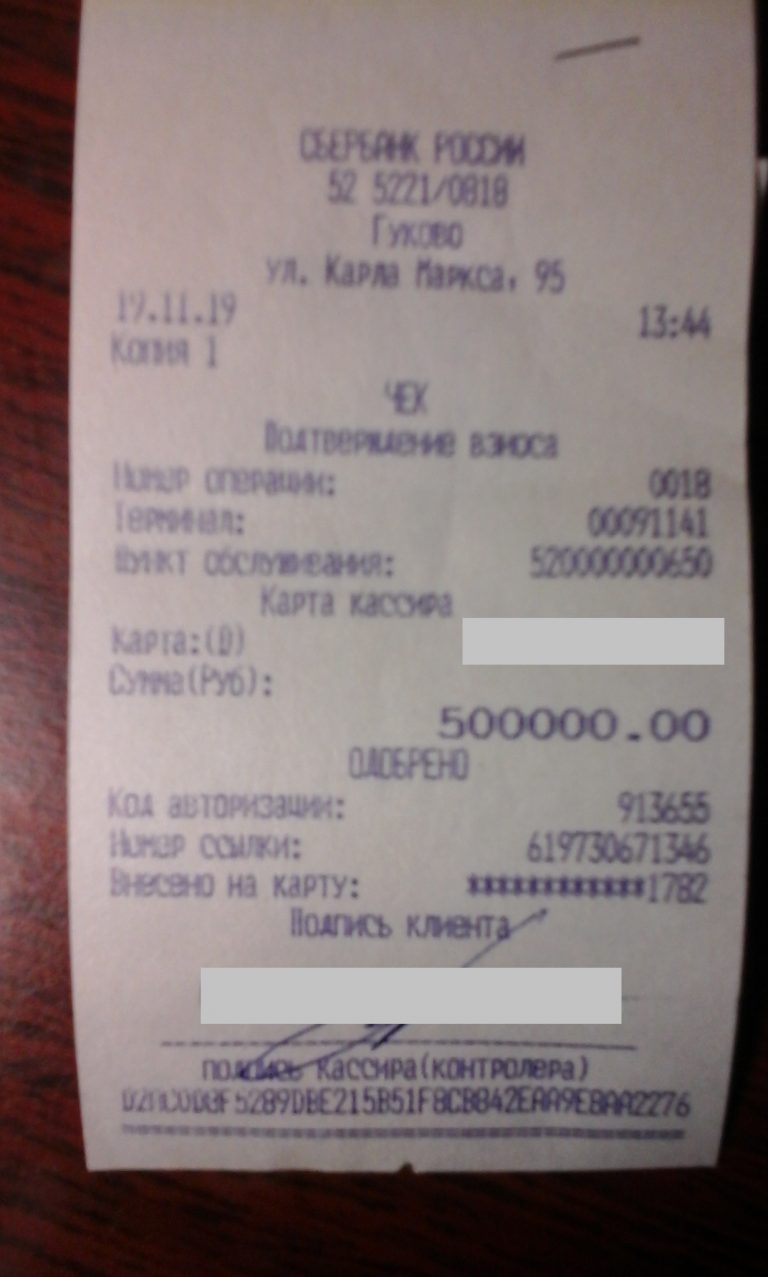 СБЕРБАНК РОССИИ
52 5221/0818
Гуково
ул. Карла Маркса, 95
19.11.19 13:44
Копия 1
ЧЕК
Подтверждение взноса
Номер операции: 0018
Терминал: 00091141
Пункт обслуживания: 520000000650
Карта кассира
Карта:(D)
Сумма(Руб):
500000.00
ОДОБРЕНО
Код авторизации: 913655
Номер ссылки: 619730671346
Внесено на карту: ************1782
Подпись клиента
подпись кассира(контролера)